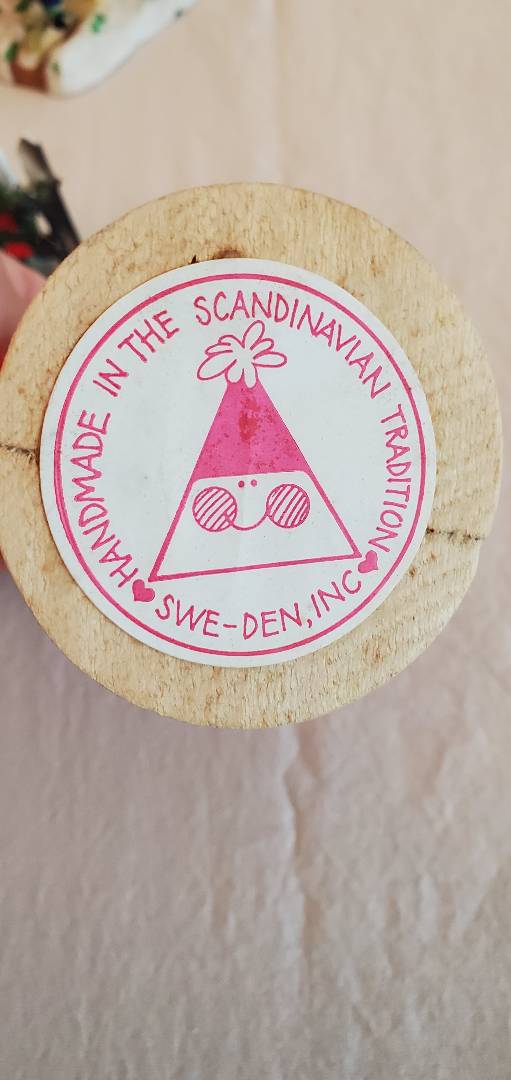 HANDMADE IN THE SCANDINAVIAN TRADITION
SWE-DEN, INC